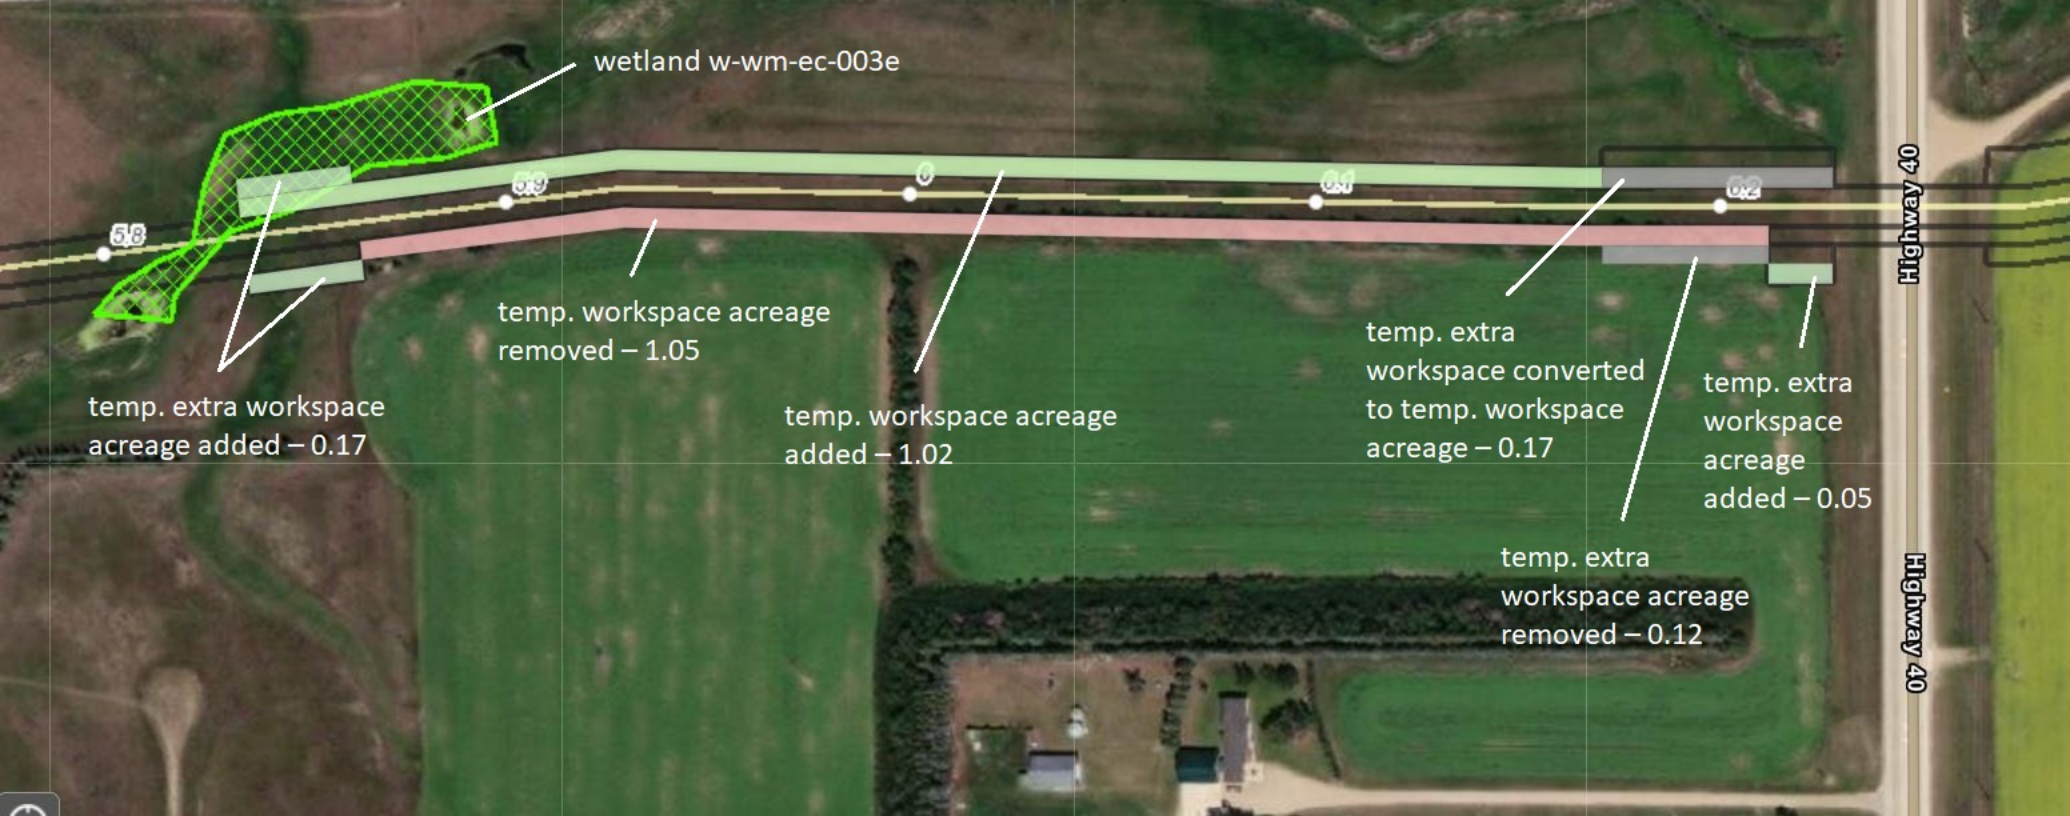 wetland w-wm-ec-003e
5.8
5.9
6
6.1
6.2
Highway 40
temp. workspace acreage
removed – 1.05
temp. extra workspace
acreage added – 0.17
temp. workspace acreage
added – 1.02
temp. extra
workspace converted
to temp. workspace
acreage – 0.17
temp. extra
workspace
acreage
added – 0.05
temp. extra
workspace acreage
removed – 0.12
Highway 40